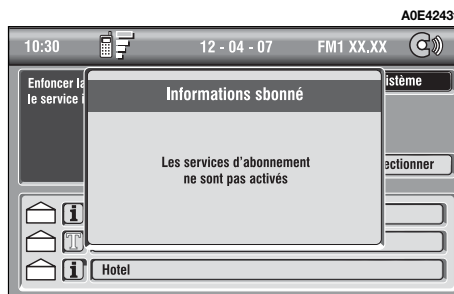 A0E4243
10:30 12 - 04 - 07 FM1 XX,XX
Enfoncer la
le service i
istème
Informations sbonné
Les services d'abonnement
ne sont pas activés
ectionner
i
T
i Hotel